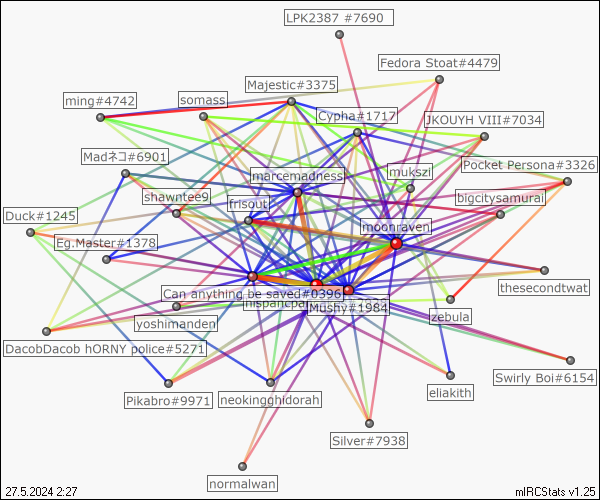 LPK2387 #7690
Fedora Stoat#4479
Majestic#3375
ming#4742
somass
Cypha#1717
JKOUYH VIII#7034
Madネコ#6901
Pocket Persona#3326
marcemadness
mukszi
shawntee9
bigcitysamurai
frisout
Duck#1245
moonraven
Eg.Master#1378
thesecondtwat
Can anything be saved#0396
Mushy#1984
zebula
yoshimanden
DacobDacob hORNY police#5271
Swirly Boi#6154
eliakith
Pikabro#9971
neokingghidorah
Silver#7938
normalwan
27.5.2024 2:27
mIRCStats v1.25